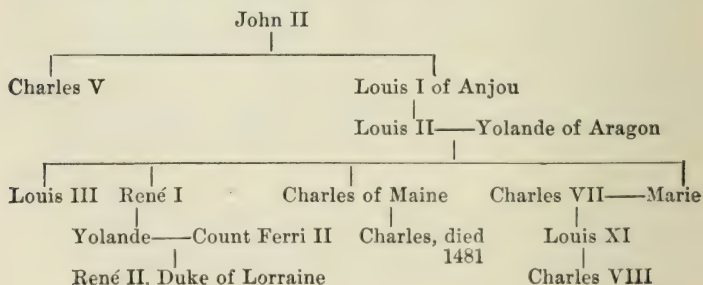 John II
Charles V Louis I of Anjou
Louis II Yolande of Aragon
Louis III René I Charles of Maine Charles VII Marie
Yolande Count Ferri II Charles, died Louis XI
1481
René II, Duke of Lorraine Charles VIII